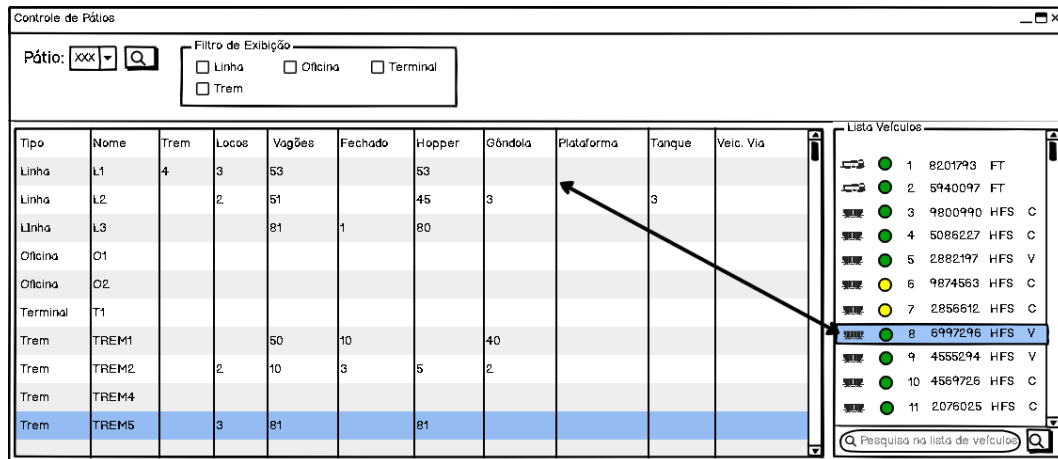 Controle de Pátios
Pátio: xxx
Filtro de Exibição
Linha Oficina Terminal
Trem
Tipo Nome Trem Locos Vagões Fechado Hopper Gôndola Plataforma Tanque Veic. Via
Linha L1 4 3 53 53
Linha L2 2 51 45 3 3
LInha L3 81 1 80
Oficina O1
Oficina O2
Terminal T1
Trem TREM1 50 10 40
Trem TREM2 2 10 3 5 2
Trem TREM4
Trem TREM5 3 81 81
Lista Veículos
1 8201793 FT
2 5940097 FT
3 9800990 HFS C
4 5086227 HFS C
5 2882197 HFS V
6 9874563 HFS C
7 2856612 HFS C
8 6997296 HFS V
9 4555294 HFS V
10 4569726 HFS C
11 2076025 HFS C
Pesquisa na lista de veículos